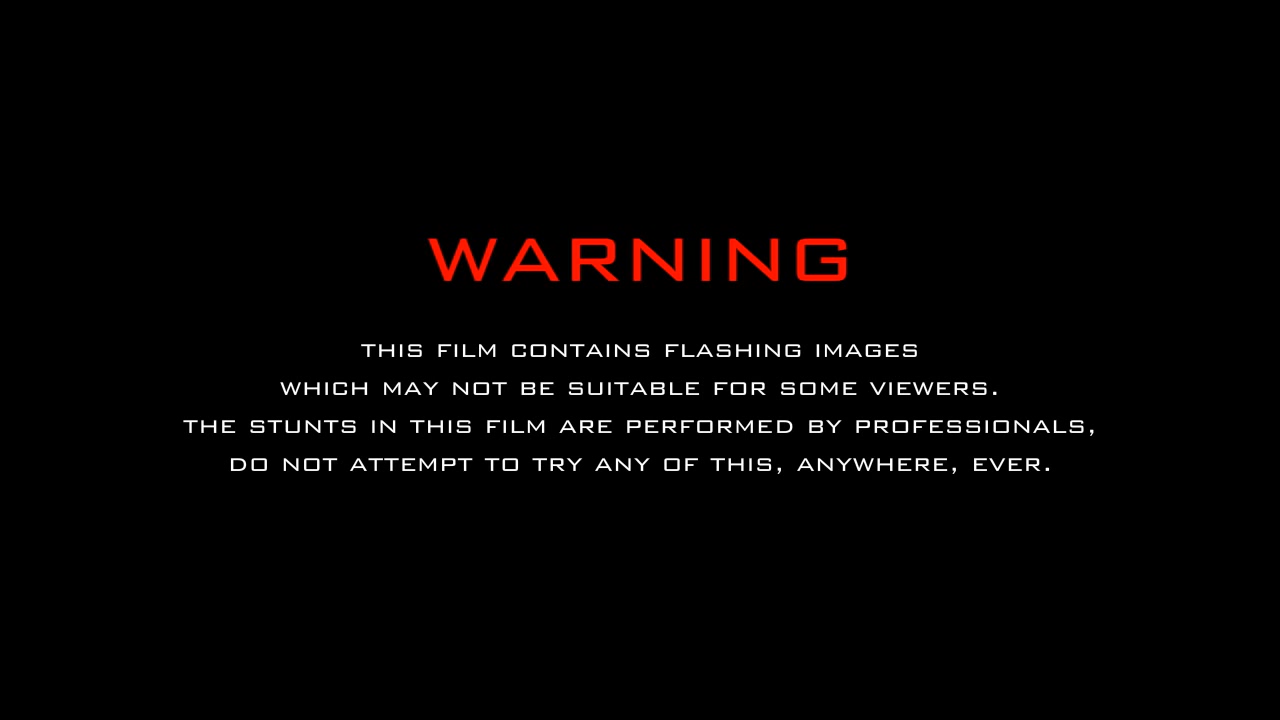 WARNING
THIS FILM CONTAINS FLASHING IMAGES
WHICH MAY NOT BE SUITABLE FOR SOME VIEWERS.
THE STUNTS IN THIS FILM ARE PERFORMED BY PROFESSIONALS,
DO NOT ATTEMPT TO TRY ANY OF THIS, ANYWHERE, EVER.